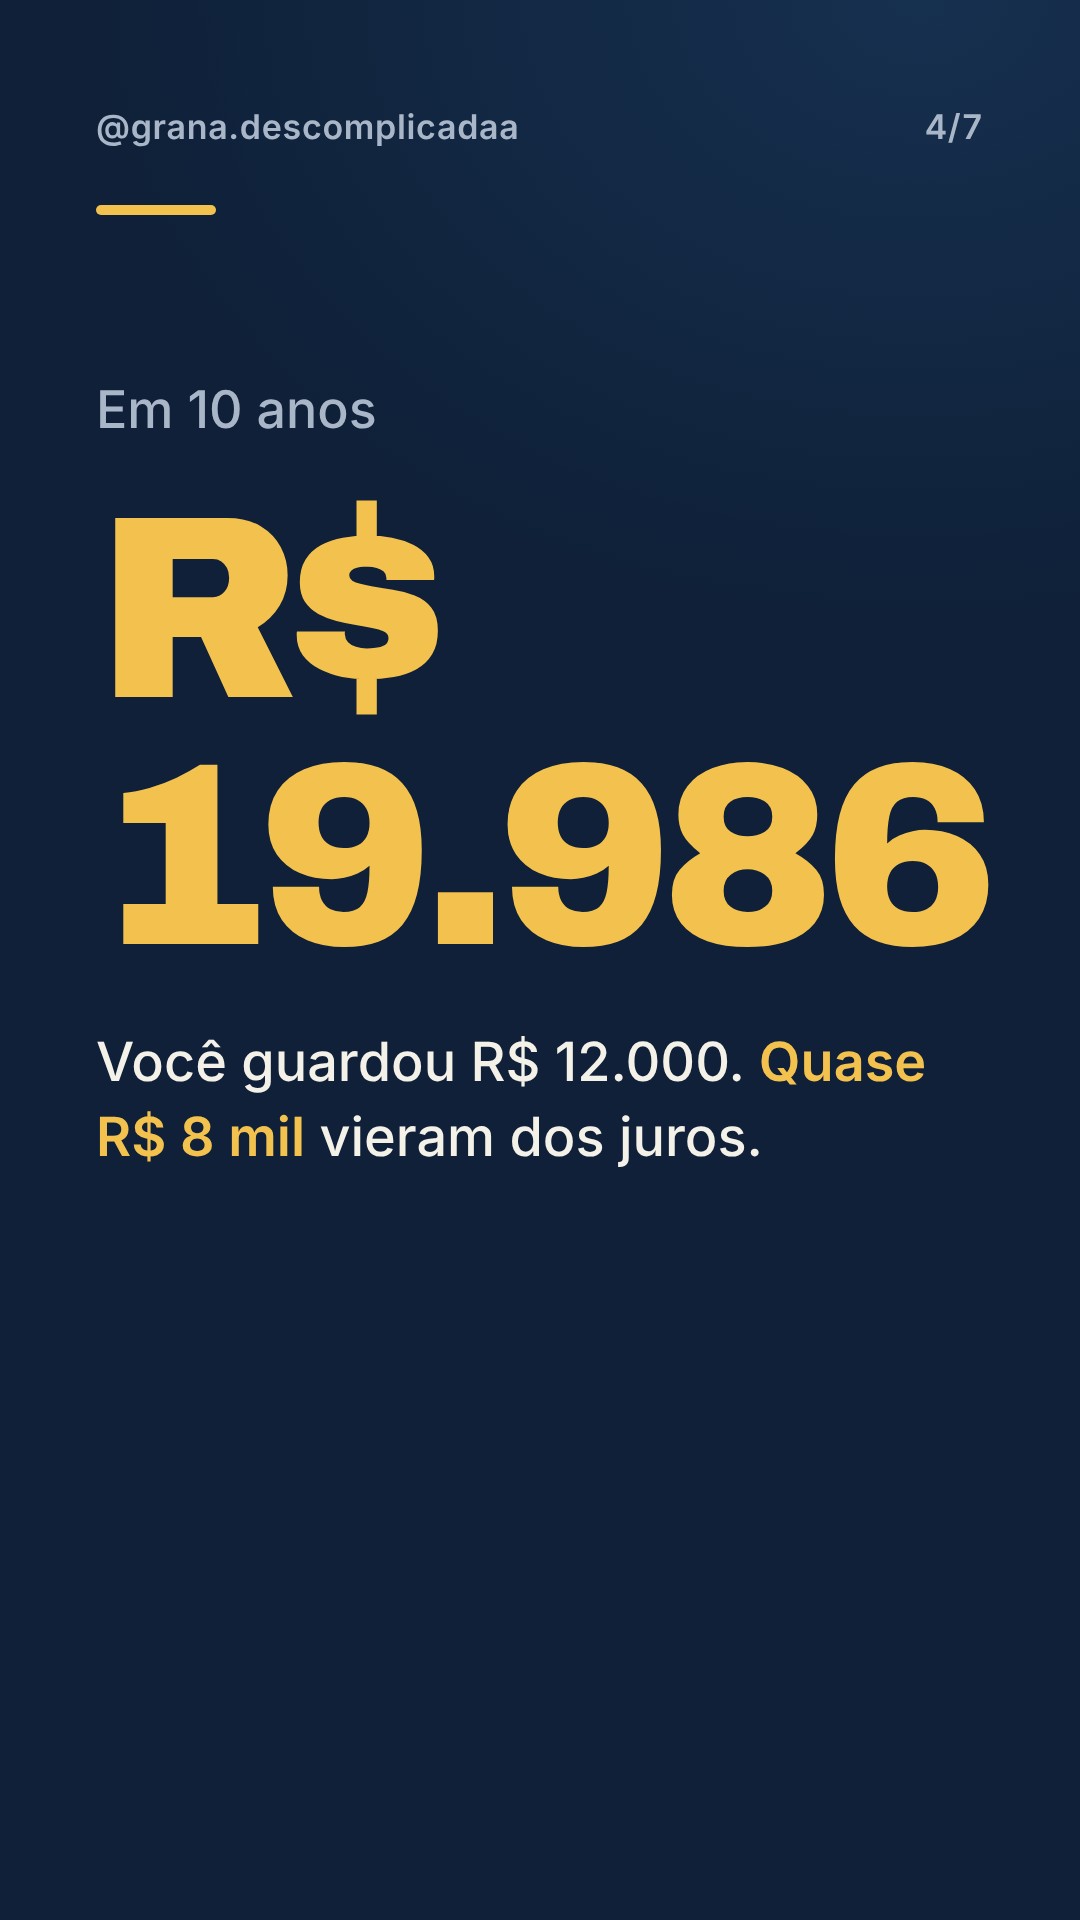 @grana.descomplicadaa
4/7
Em 10 anos
R$
19.986
Você guardou R$ 12.000. Quase
R$ 8 mil vieram dos juros.